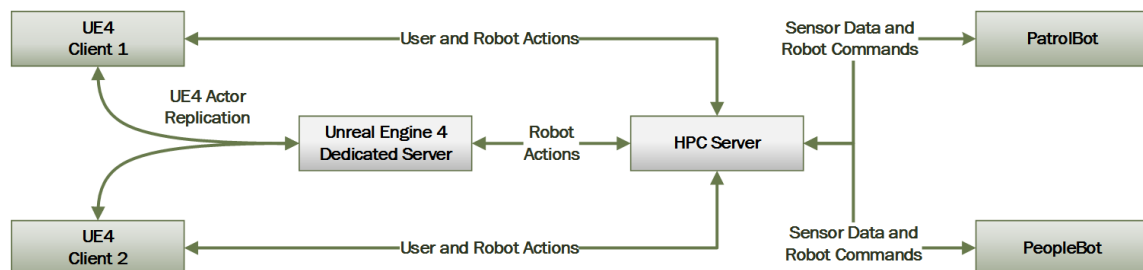 UE4
Client 1
User and Robot Actions
Sensor Data and
Robot Commands
PatrolBot
UE4 Actor
Replication
Unreal Engine 4
Dedicated Server
Robot
Actions
HPC Server
UE4
Client 2
User and Robot Actions
Sensor Data and
Robot Commands
PeopleBot